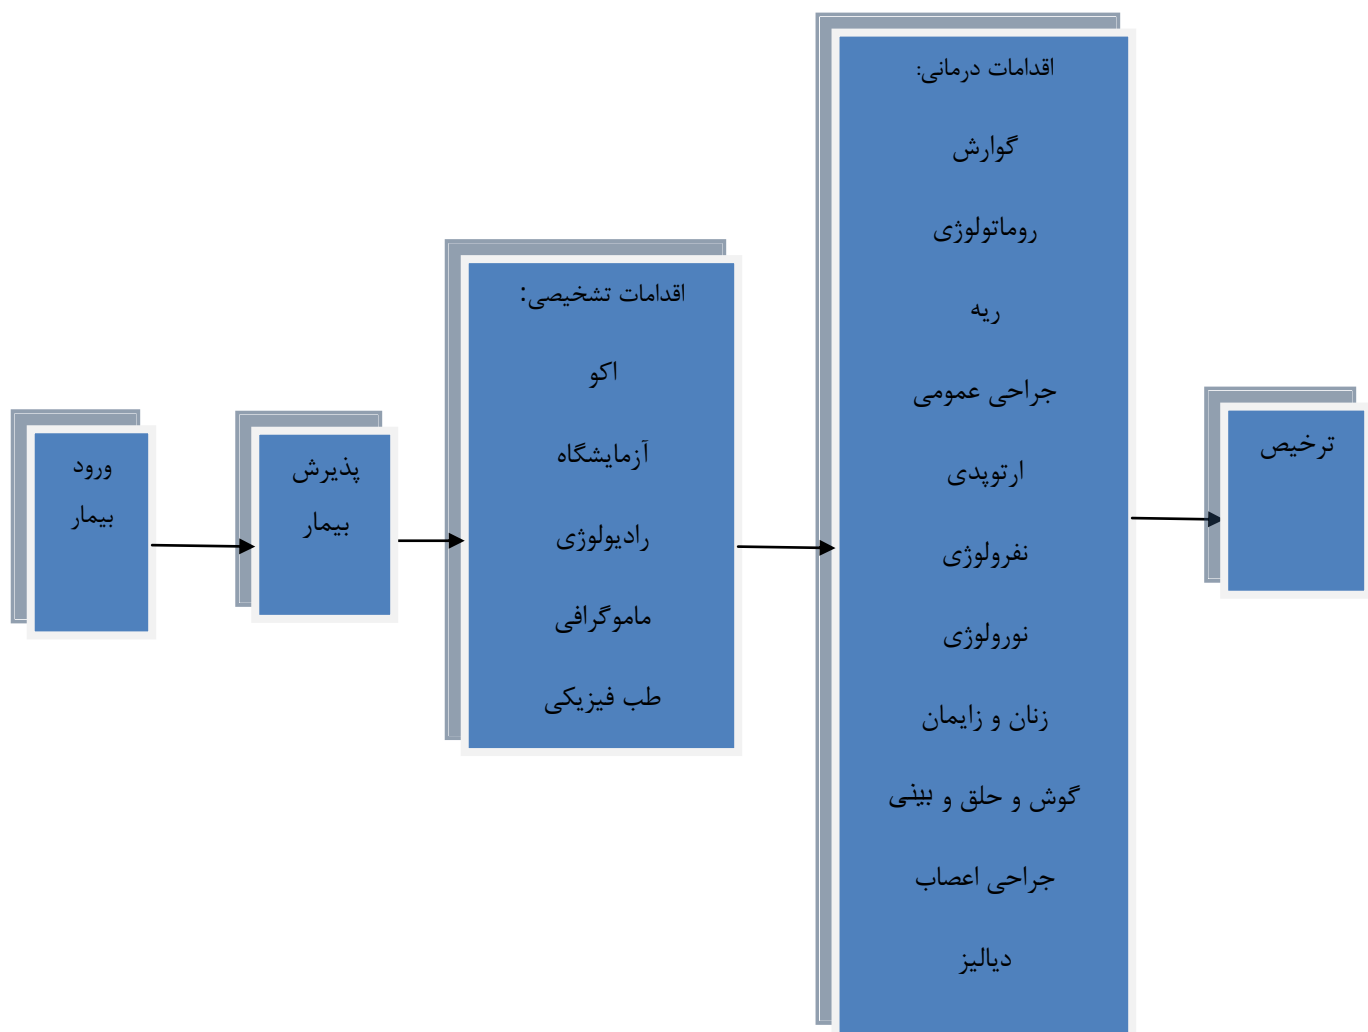 ورود
بیمار
پذیرش
بیمار
اقدامات تشخیصی:
اکو
آزمایشگاه
رادیولوژی
ماموگرافی
طب فیزیکی
اقدامات درمانی:
گوارش
روماتولوژی
ریه
جراحی عمومی
ارتوپدی
نفرولوژی
نورولوژی
زنان و زایمان
گوش و حلق و بینی
جراحی اعصاب
دیالیز
ترخیص